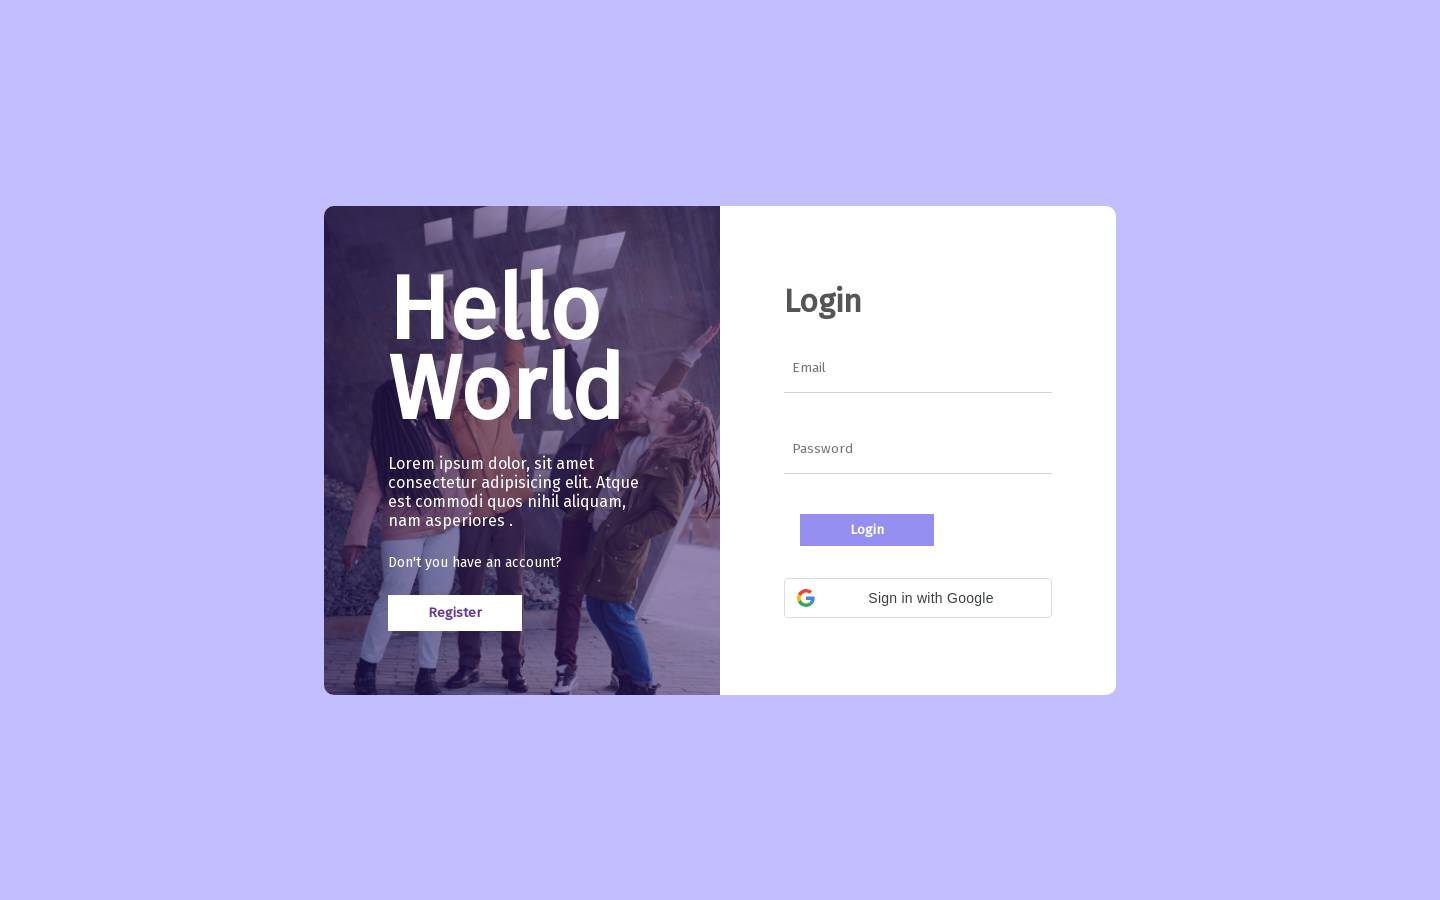 Hello
World
Lorem ipsum dolor, sit amet
consectetur adipisicing elit. Atque
est commodi quos nihil aliquam,
nam asperiores .
Don't you have an account?
Register
Login
Email
Password
Login
Sign in with Google